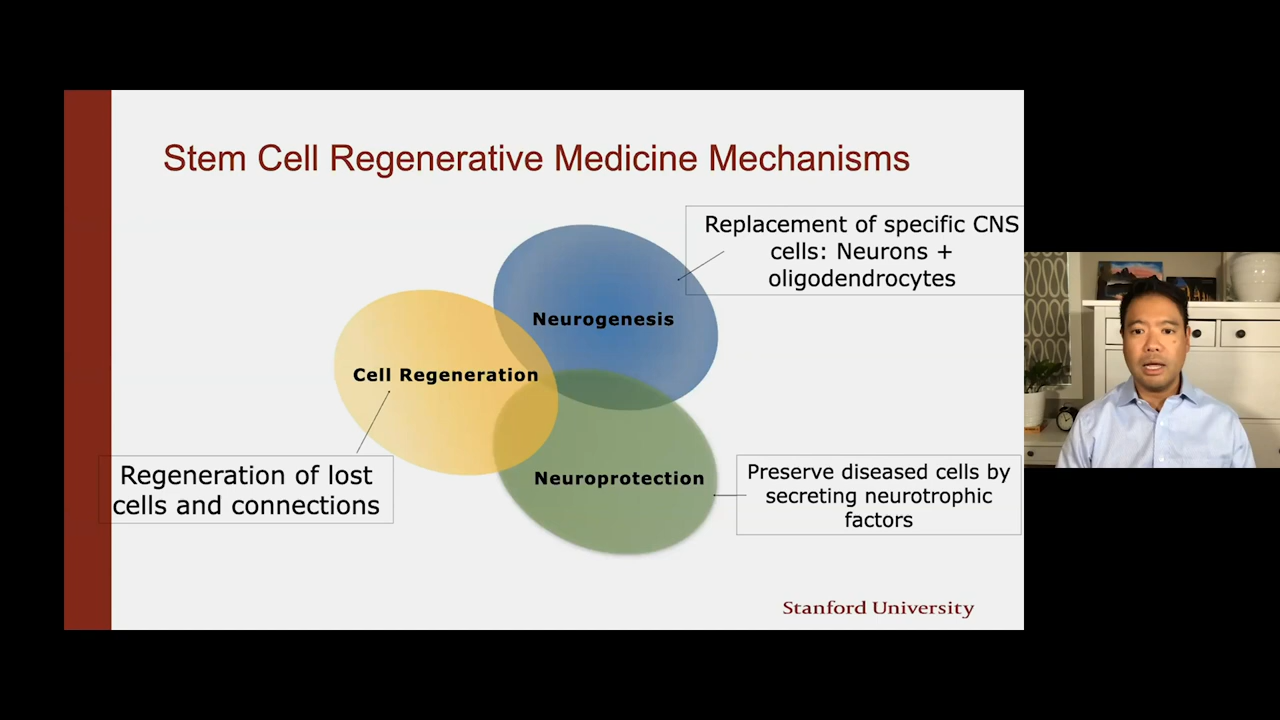 Stem Cell Regenerative Medicine Mechanisms
Replacement of specific CNS
cells: Neurons +
oligodendrocytes
Neurogenesis
Cell Regeneration
Regeneration of lost
cells and connections
Neuroprotection
Preserve diseased cells by
secreting neurotrophic
factors
Stanford University